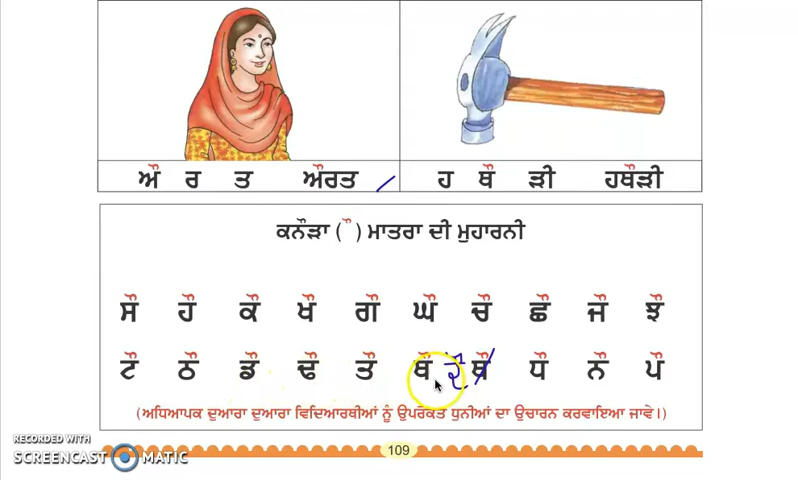 ਔ ਰ ਤ ਔਰਤ
ਹ ਥੌ ੜੀ ਹਥੌੜੀ
ਕਨੌੜਾ (ੌ) ਮਾਤਰਾ ਦੀ ਮੁਹਾਰਨੀ
ਸੌ ਹੌ ਕੌ ਖੌ ਗੌ ਘੌ ਚੌ ਛੌ ਜੌ ਝੌ
ਟੌ ਠੌ ਡੌ ਢੌ ਤੌ ਥੌ ਦੌ ਥੌ ਧੌ ਨੌ ਪੌ
(ਅਧਿਆਪਕ ਦੁਆਰਾ ਦੁਆਰਾ ਵਿਦਿਆਰਥੀਆਂ ਨੂੰ ਉਪਰੋਕਤ ਧੁਨੀਆਂ ਦਾ ਉਚਾਰਨ ਕਰਵਾਇਆ ਜਾਵੇ।)
109
RECORDED WITH
SCREENCAST MATIC